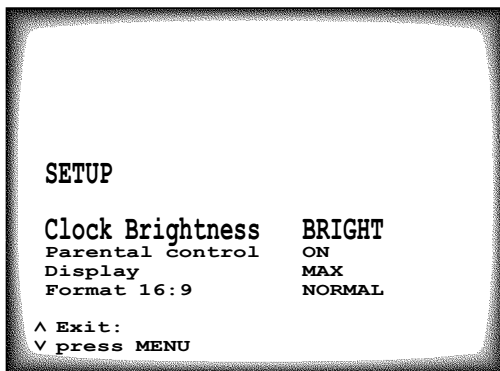 SETUP
Clock Brightness BRIGHT
Parental control ON
Display MAX
Format 16:9 NORMAL
∧ Exit:
∨ press MENU